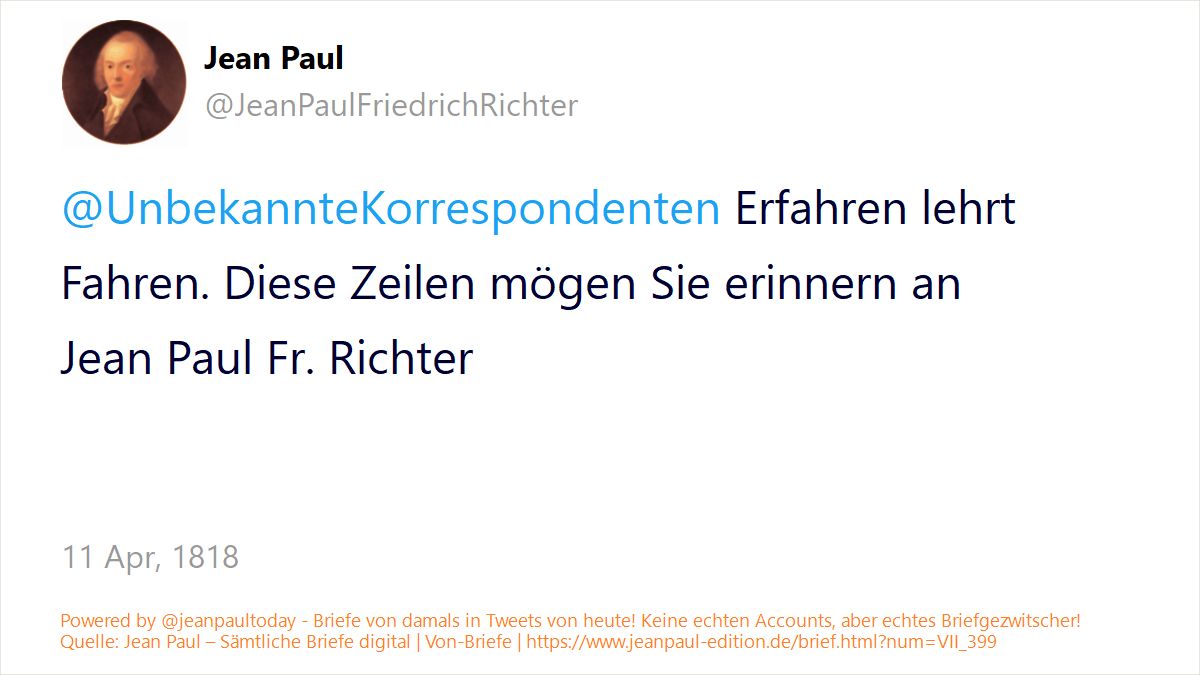 Jean Paul
@JeanPaulFriedrichRichter
@UnbekannteKorrespondenten Erfahren lehrt
Fahren. Diese Zeilen mögen Sie erinnern an
Jean Paul Fr. Richter
11 Apr, 1818
Powered by @jeanpaultoday - Briefe von damals in Tweets von heute! Keine echten Accounts, aber echtes Briefgezwitscher!
Quelle: Jean Paul – Sämtliche Briefe digital | Von-Briefe | https://www.jeanpaul-edition.de/brief.html?num=VII_399